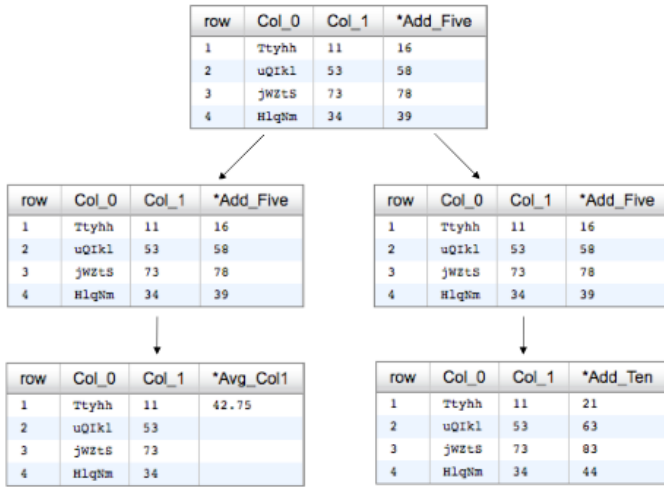 row Col_0 Col_1 *Add_Five
1 Ttyhh 11 16
2 uQIkl 53 58
3 jWZtS 73 78
4 HlqNm 34 39
row Col_0 Col_1 *Add_Five
1 Ttyhh 11 16
2 uQIkl 53 58
3 jWZtS 73 78
4 HlqNm 34 39
row Col_0 Col_1 *Add_Five
1 Ttyhh 11 16
2 uQIkl 53 58
3 jWZtS 73 78
4 HlqNm 34 39
row Col_0 Col_1 *Avg_Col1
1 Ttyhh 11 42.75
2 uQIkl 53
3 jWZtS 73
4 HlqNm 34
row Col_0 Col_1 *Add_Ten
1 Ttyhh 11 21
2 uQIkl 53 63
3 jWZtS 73 83
4 HlqNm 34 44